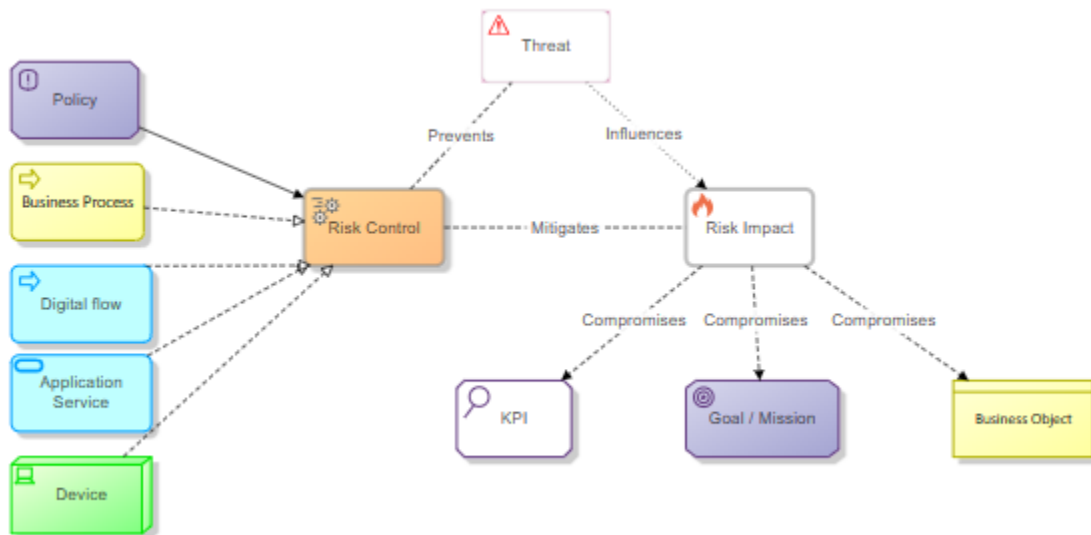 Threat
Policy
Prevents
Influences
Business Process
Risk Control
Mitigates
Risk Impact
Digital flow
Compromises
Compromises
Compromises
Application
Service
KPI
Goal / Mission
Business Object
Device